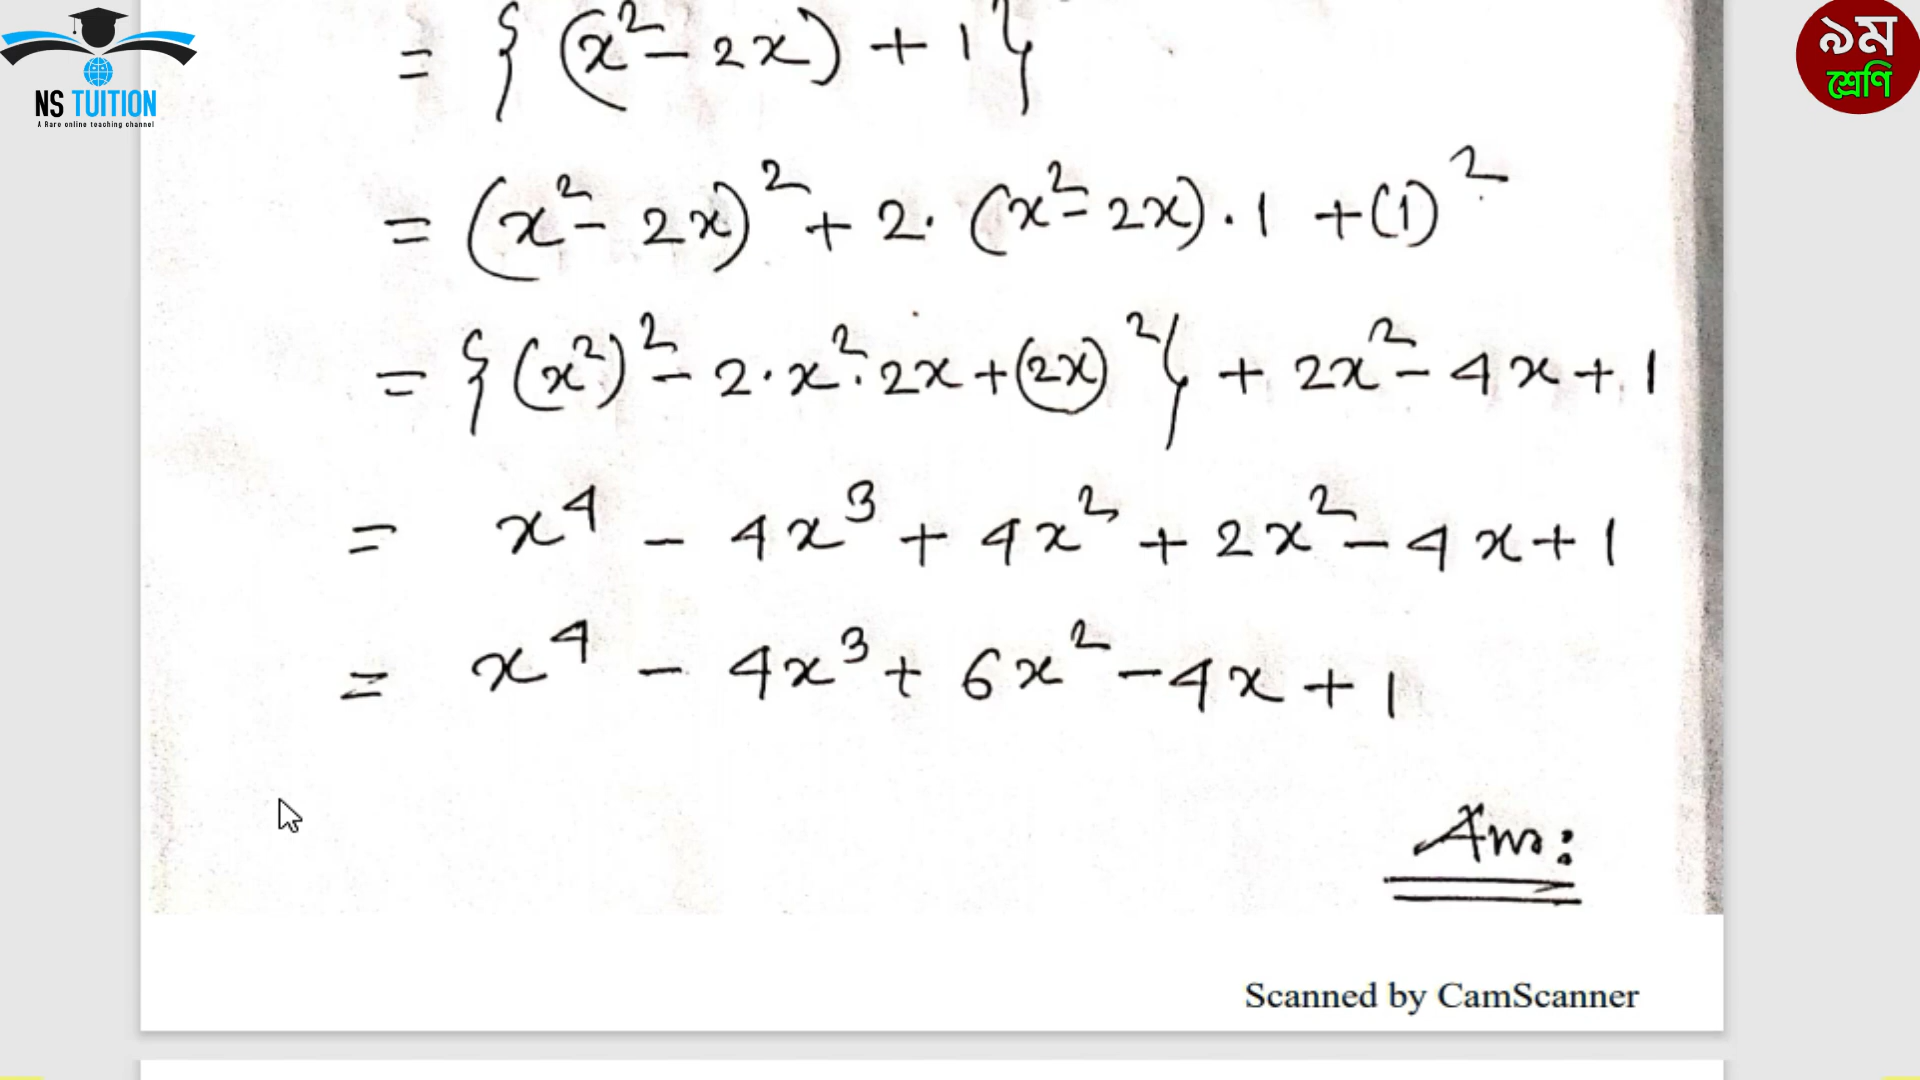 = {(x² - 2x) + 1}
= (x² - 2x)² + 2. (x² - 2x) . 1 + (1)²
= {(x²)² - 2 . x² . 2x + (2x)²} + 2x² - 4x + 1
= x⁴ - 4x³ + 4x² + 2x² - 4x + 1
= x⁴ - 4x³ + 6x² - 4x + 1
Ans:
Scanned by CamScanner
NS TUITION
A Rare online teaching channel
৯ম
শ্রেণি